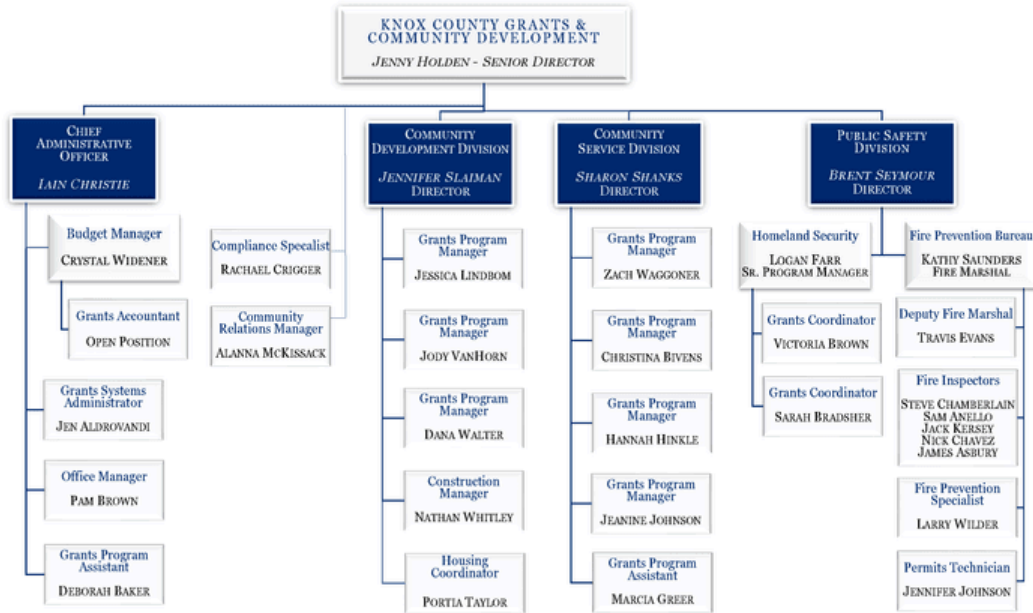 KNOX COUNTY GRANTS &
COMMUNITY DEVELOPMENT
JENNY HOLDEN - SENIOR DIRECTOR
CHIEF
ADMINISTRATIVE
OFFICER
IAIN CHRISTIE
Budget Manager
CRYSTAL WIDENER
Grants Accountant
OPEN POSITION
Grants Systems
Administrator
JEN ALDROVANDI
Office Manager
PAM BROWN
Grants Program
Assistant
DEBORAH BAKER
Compliance Specalist
RACHAEL CRIGGER
Community
Relations Manager
ALANNA MCKISSACK
COMMUNITY
DEVELOPMENT DIVISION
JENNIFER SLAIMAN
DIRECTOR
Grants Program
Manager
JESSICA LINDBOM
Grants Program
Manager
JODY VANHORN
Grants Program
Manager
DANA WALTER
Construction
Manager
NATHAN WHITLEY
Housing
Coordinator
PORTIA TAYLOR
COMMUNITY
SERVICE DIVISION
SHARON SHANKS
DIRECTOR
Grants Program
Manager
ZACH WAGGONER
Grants Program
Manager
CHRISTINA BIVENS
Grants Program
Manager
HANNAH HINKLE
Grants Program
Manager
JEANINE JOHNSON
Grants Program
Assistant
MARCIA GREER
PUBLIC SAFETY
DIVISION
BRENT SEYMOUR
DIRECTOR
Homeland Security
LOGAN FARR
SR. PROGRAM MANAGER
Grants Coordinator
VICTORIA BROWN
Grants Coordinator
SARAH BRADSHER
Fire Prevention Bureau
KATHY SAUNDERS
FIRE MARSHAL
Deputy Fire Marshal
TRAVIS EVANS
Fire Inspectors
STEVE CHAMBERLAIN
SAM ANELLO
JACK KERSEY
NICK CHAVEZ
JAMES ASBURY
Fire Prevention
Specialist
LARRY WILDER
Permits Technician
JENNIFER JOHNSON